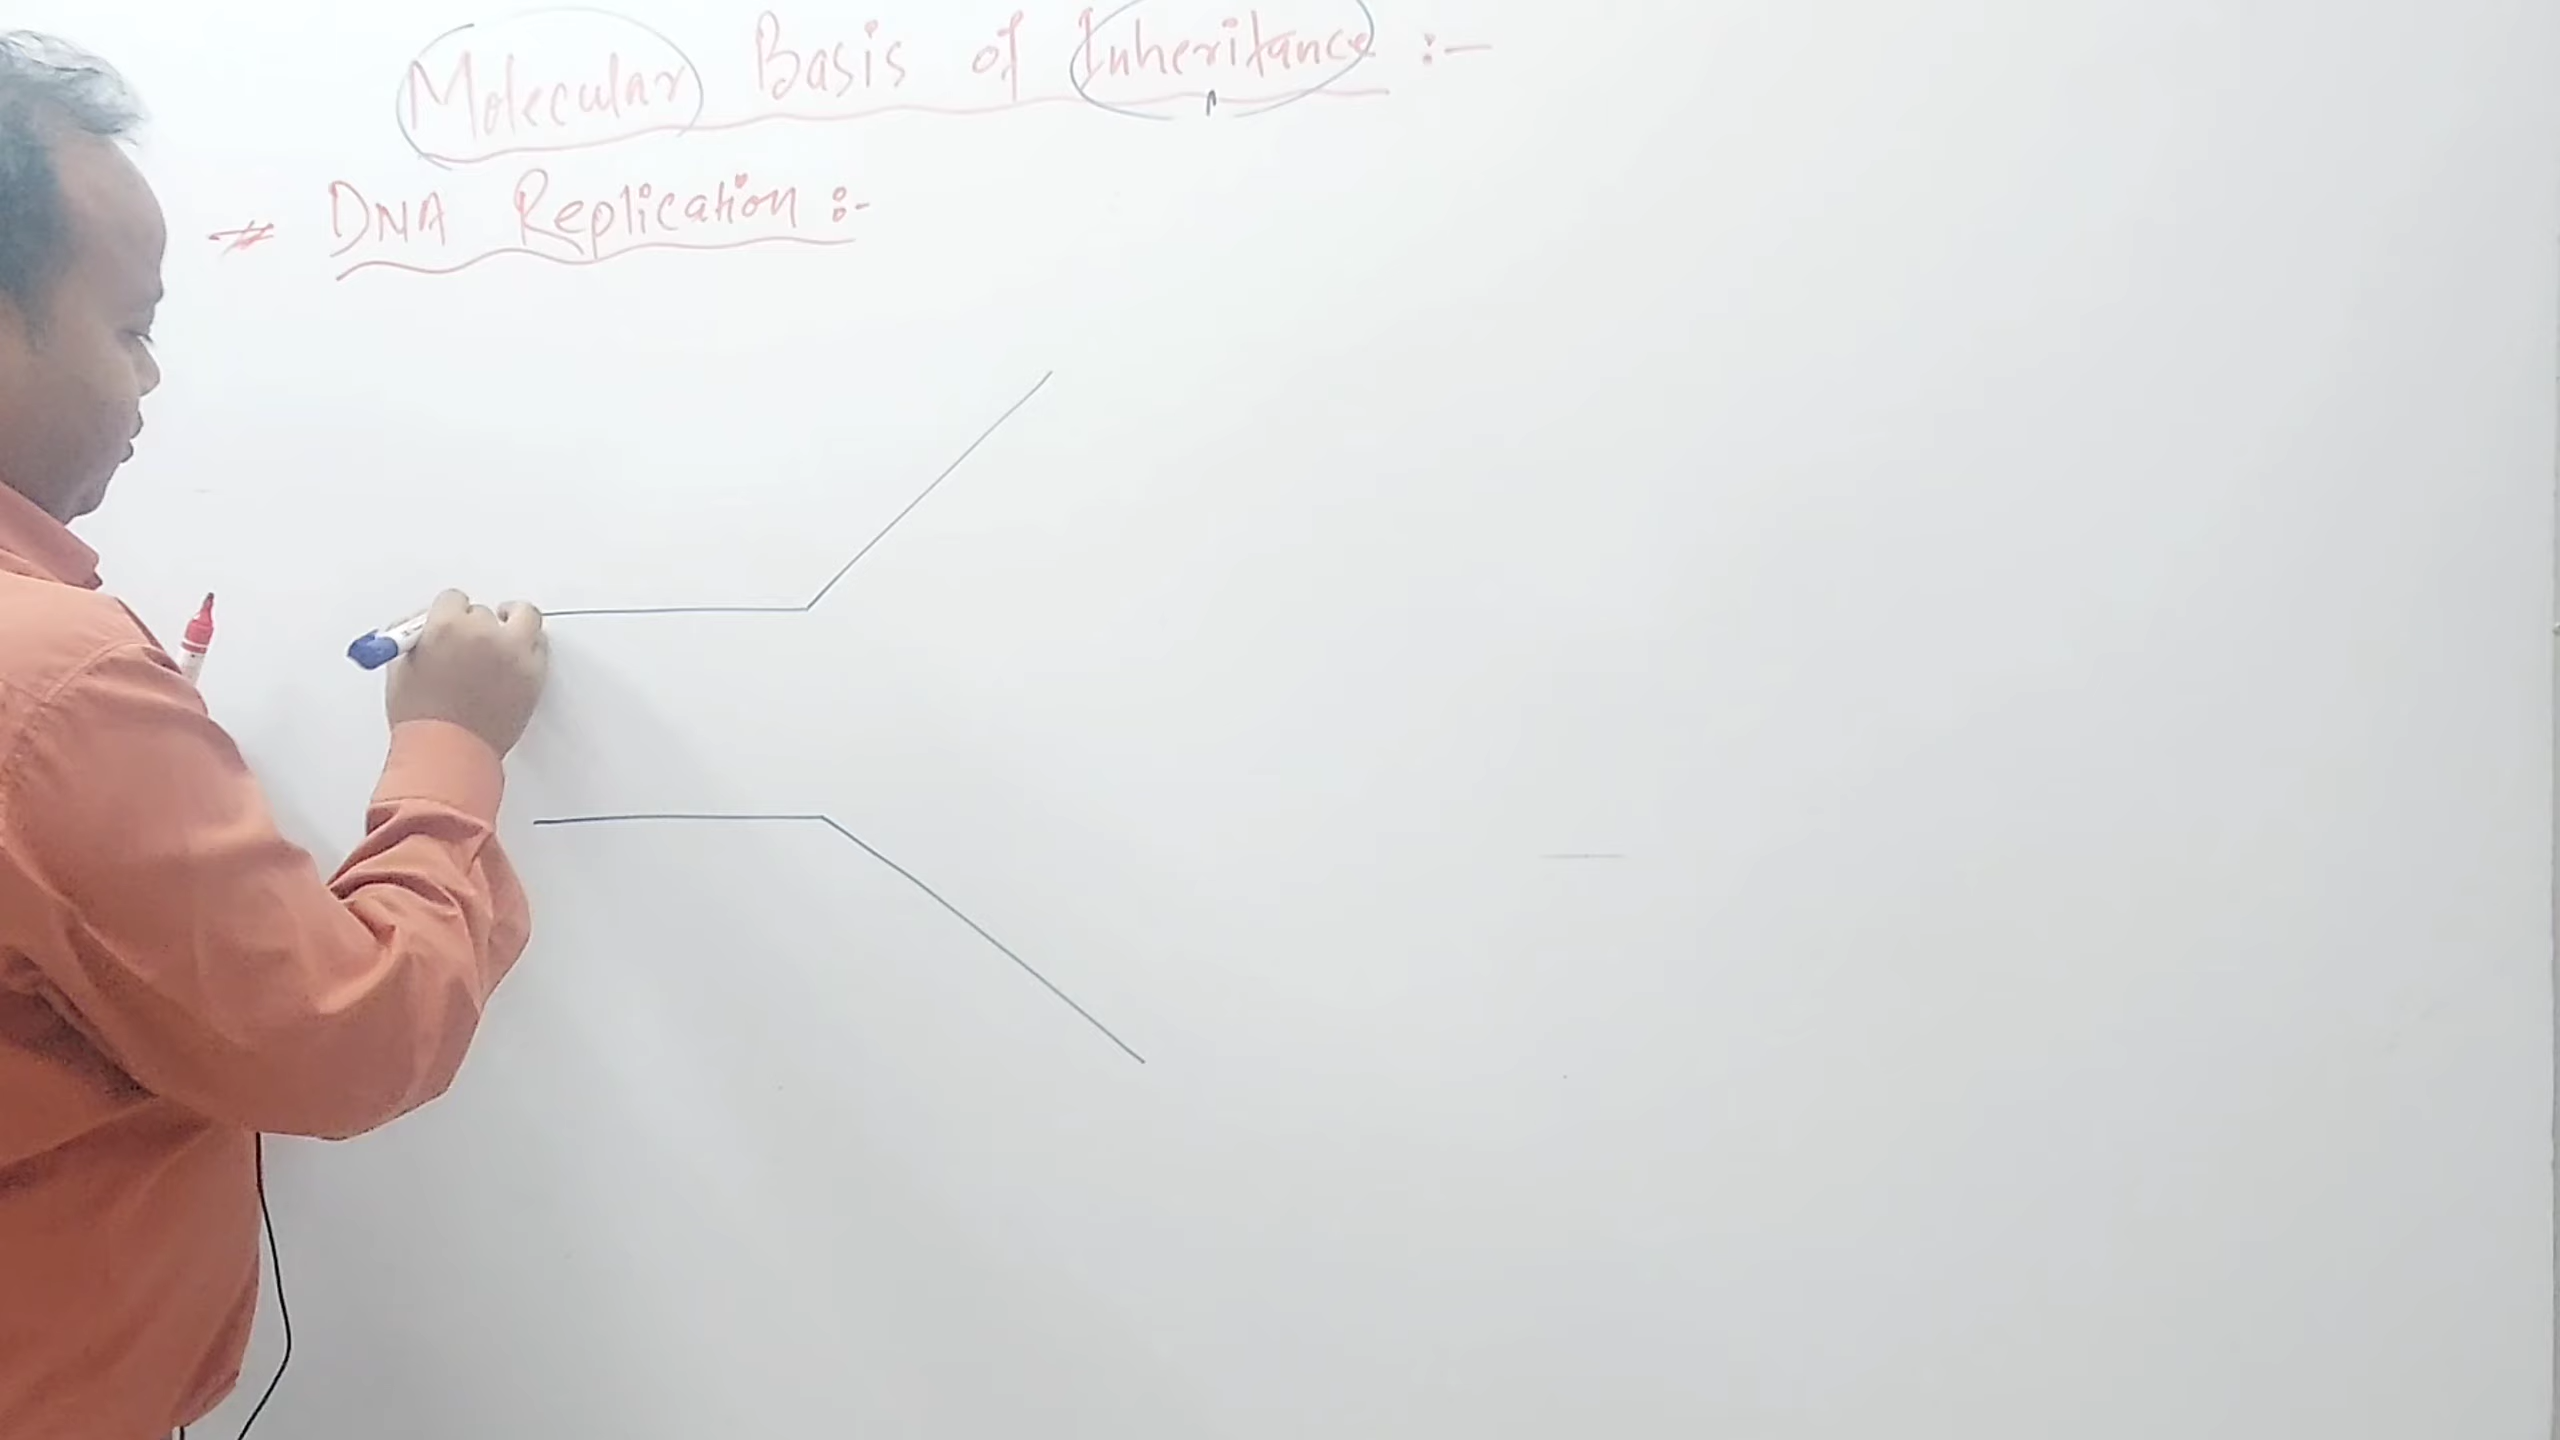 Molecular Basis of Inheritance :-
# DNA Replication :-